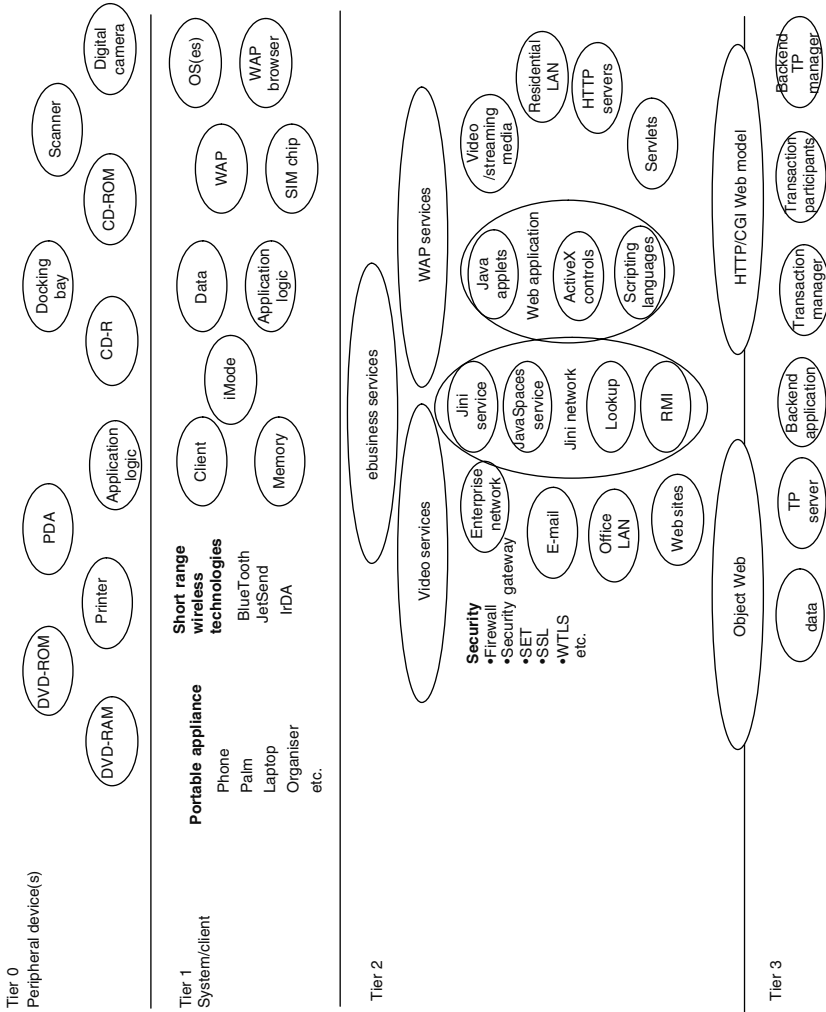 Tier 0
Peripheral device(s)
DVD-ROM
PDA
Docking
bay
Scanner
DVD-RAM
Printer
Application
logic
CD-R
CD-ROM
Digital
camera
Tier 1
System/client
Portable appliance
Phone
Palm
Laptop
Organiser
etc.
Short range
wireless
technologies
BlueTooth
JetSend
IrDA
Client
Memory
iMode
Data
Application
logic
WAP
SIM chip
OS(es)
WAP
browser
Tier 2
ebusiness services
Video services
WAP services
Security
•Firewall
•Security gateway
•SET
•SSL
•WTLS
etc.
Enterprise
network
E-mail
Office
LAN
Web sites
Jini
service
JavaSpaces
service
Jini network
Lookup
RMI
Java
applets
Web application
ActiveX
controls
Scripting
languages
Video
/streaming
media
Residential
LAN
HTTP
servers
Servlets
Object Web
HTTP/CGI Web model
Tier 3
data
TP
server
Backend
application
Transaction
manager
Transaction
participants
Backend
TP
manager